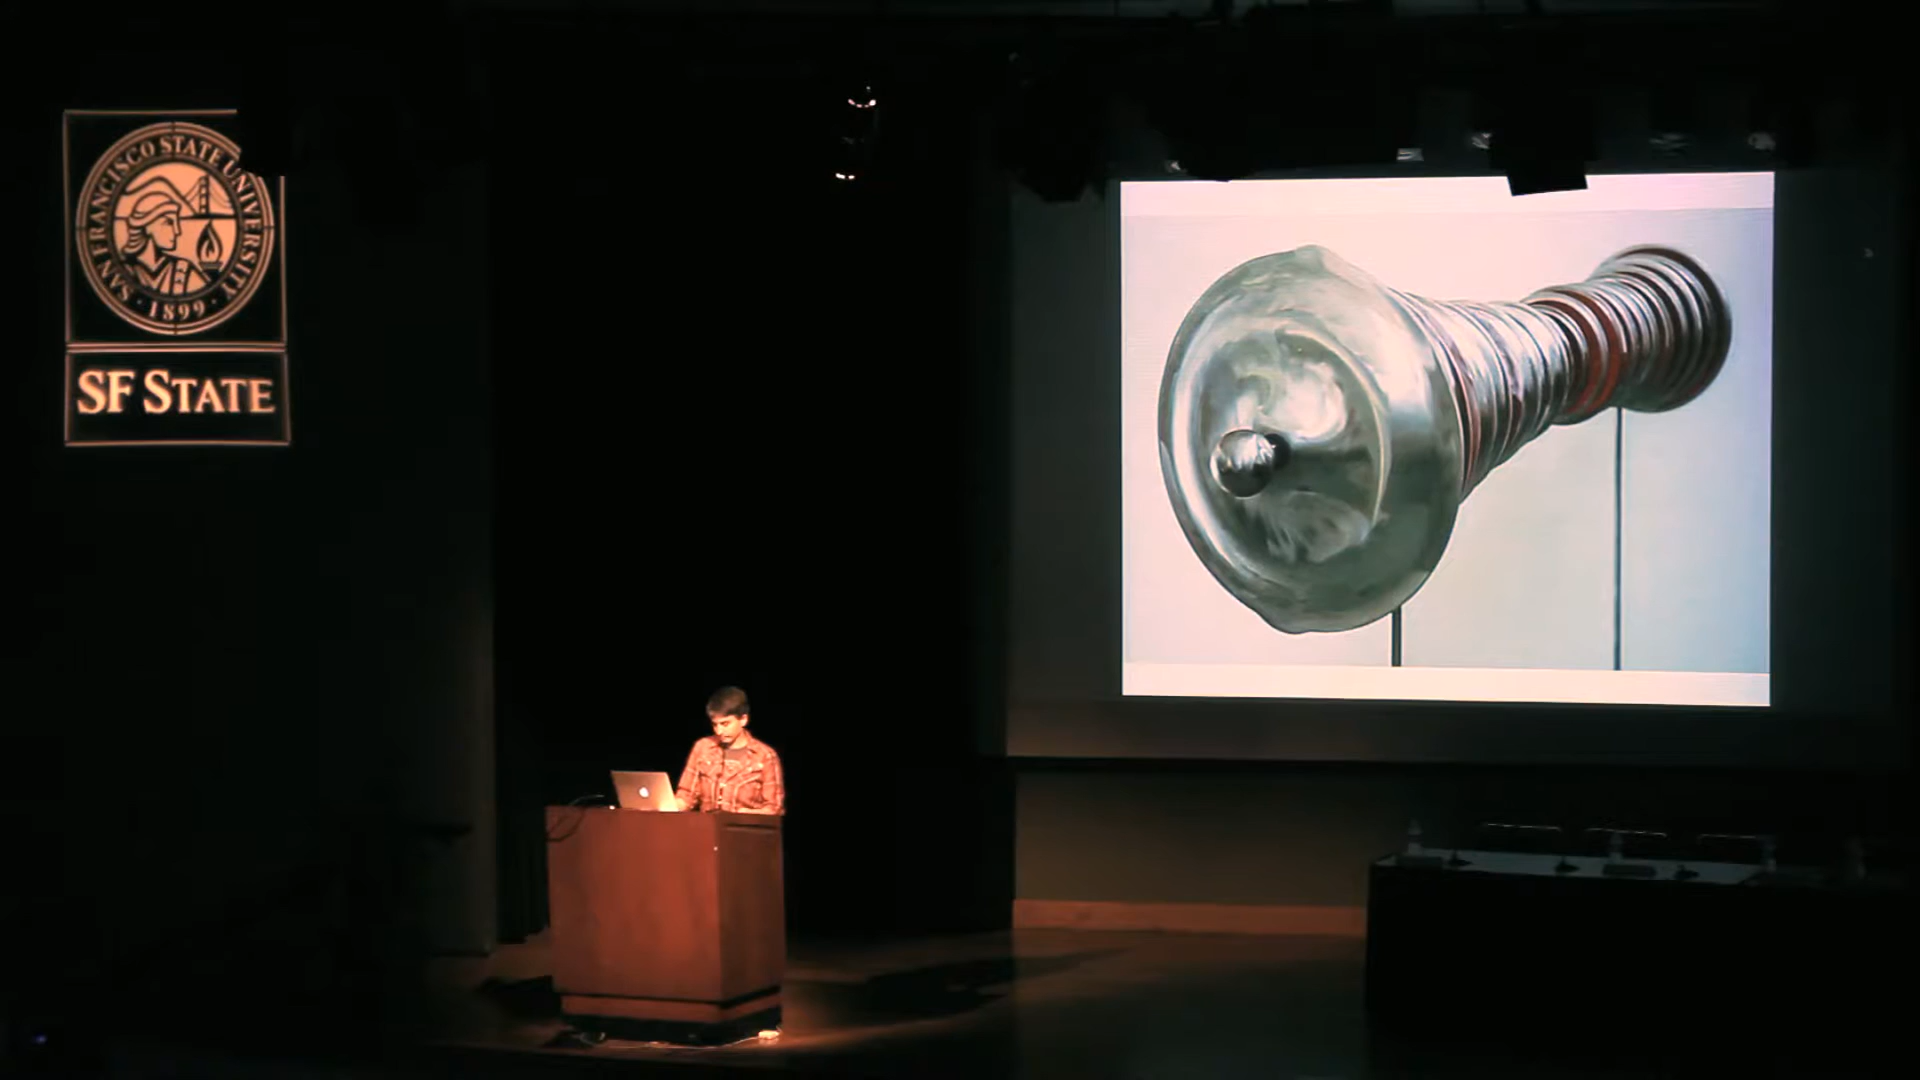 SAN FRANCISCO STATE UNIVERSITY
· 1899 ·
SF STATE